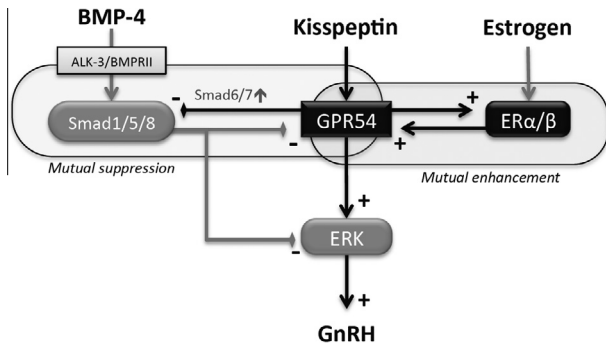 BMP-4
Kisspeptin
Estrogen
ALK-3/BMPRII
- Smad6/7↑
+
Smad1/5/8
GPR54
ERα/β
-
+
Mutual suppression
Mutual enhancement
+
ERK
-
+
GnRH